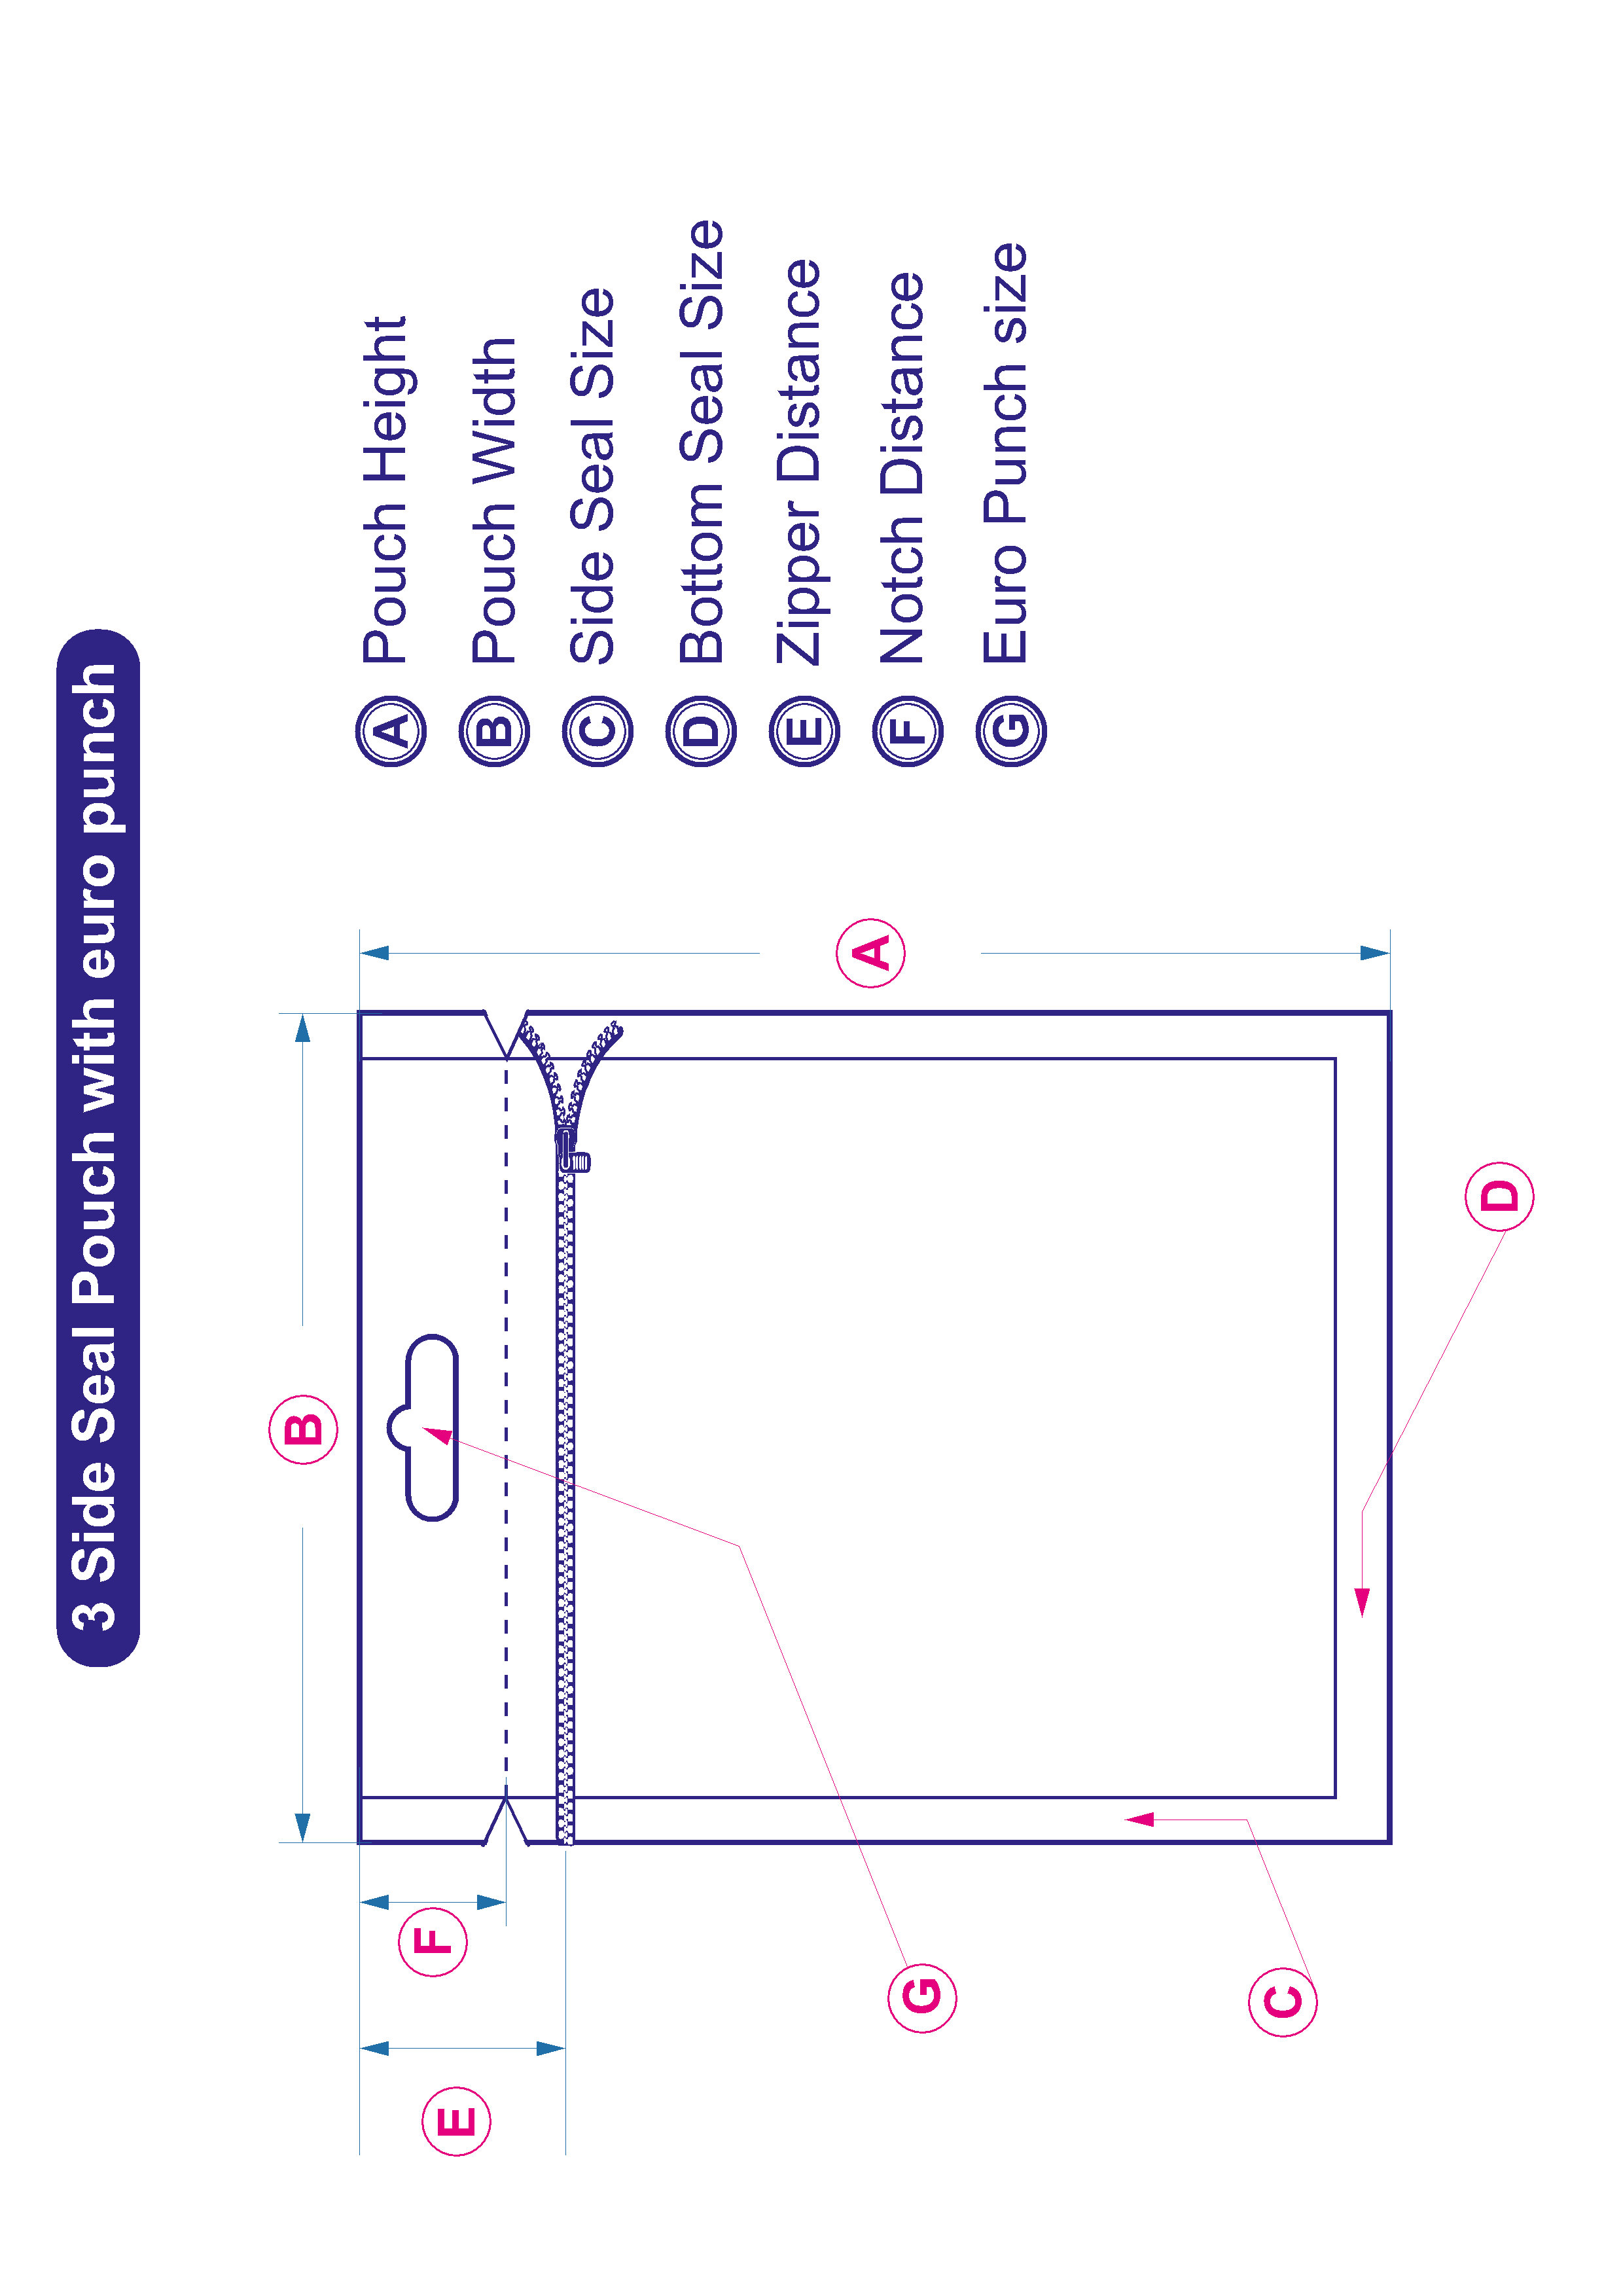 3 Side Seal Pouch with euro punch
B
E
F
G
A
C
D
A Pouch Height
B Pouch Width
C Side Seal Size
D Bottom Seal Size
E Zipper Distance
F Notch Distance
G Euro Punch size